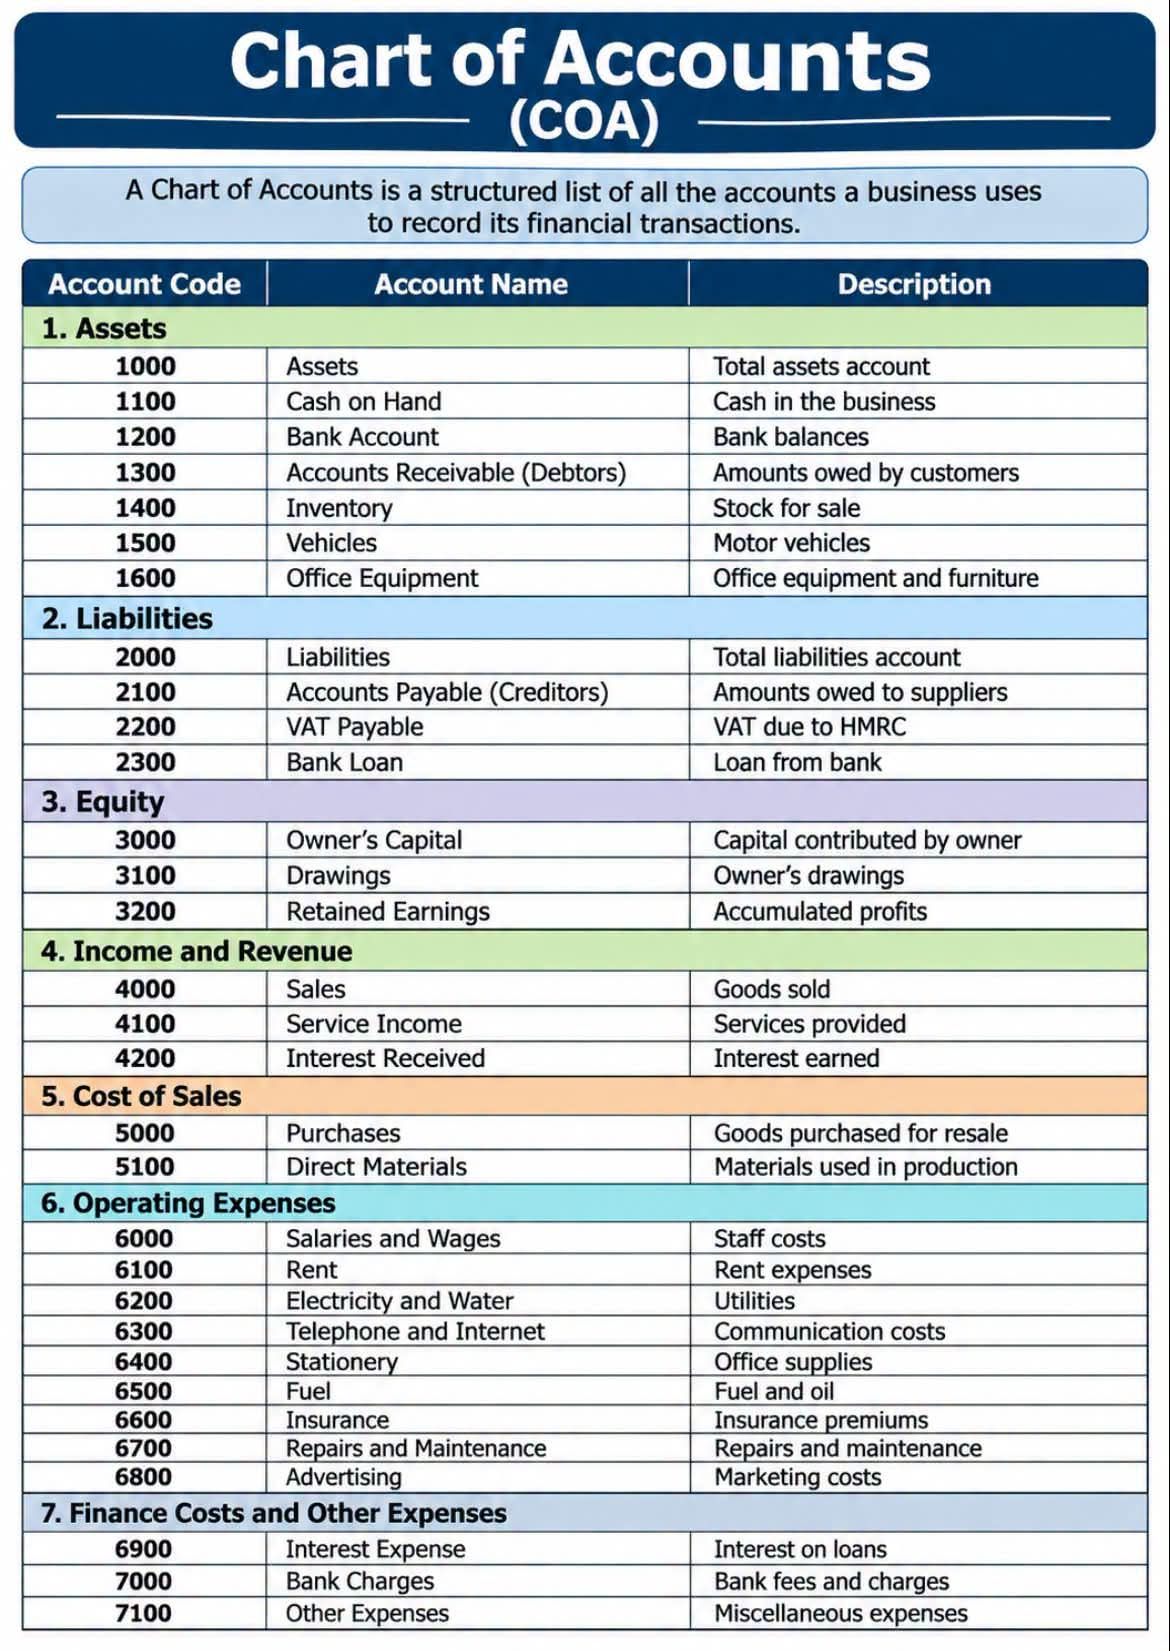 Chart of Accounts
(COA)
A Chart of Accounts is a structured list of all the accounts a business uses
to record its financial transactions.
Account Code Account Name Description
1. Assets
1000 Assets Total assets account
1100 Cash on Hand Cash in the business
1200 Bank Account Bank balances
1300 Accounts Receivable (Debtors) Amounts owed by customers
1400 Inventory Stock for sale
1500 Vehicles Motor vehicles
1600 Office Equipment Office equipment and furniture
2. Liabilities
2000 Liabilities Total liabilities account
2100 Accounts Payable (Creditors) Amounts owed to suppliers
2200 VAT Payable VAT due to HMRC
2300 Bank Loan Loan from bank
3. Equity
3000 Owner’s Capital Capital contributed by owner
3100 Drawings Owner’s drawings
3200 Retained Earnings Accumulated profits
4. Income and Revenue
4000 Sales Goods sold
4100 Service Income Services provided
4200 Interest Received Interest earned
5. Cost of Sales
5000 Purchases Goods purchased for resale
5100 Direct Materials Materials used in production
6. Operating Expenses
6000 Salaries and Wages Staff costs
6100 Rent Rent expenses
6200 Electricity and Water Utilities
6300 Telephone and Internet Communication costs
6400 Stationery Office supplies
6500 Fuel Fuel and oil
6600 Insurance Insurance premiums
6700 Repairs and Maintenance Repairs and maintenance
6800 Advertising Marketing costs
7. Finance Costs and Other Expenses
6900 Interest Expense Interest on loans
7000 Bank Charges Bank fees and charges
7100 Other Expenses Miscellaneous expenses